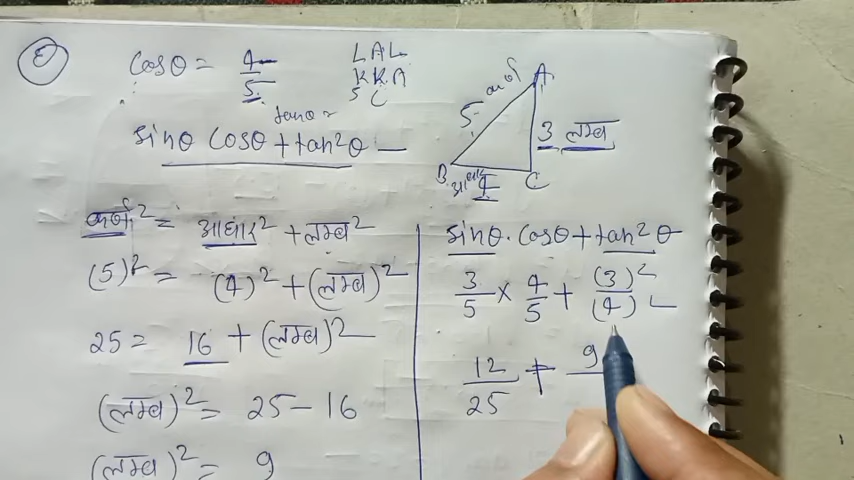 cosθ = 4/5
LAL
KKA
5 C
tanθ =
sinθ cosθ + tan²θ
A
कर्ण
5
3 लम्ब
B
4
C
कर्ण² = आधार² + लम्ब²
(5)² = (4)² + (लम्ब)²
25 = 16 + (लम्ब)²
(लम्ब)² = 25 - 16
(लम्ब)² = 9
sinθ . cosθ + tan²θ
3/5 × 4/5 + (3)²/(4)²
12/25 + 9